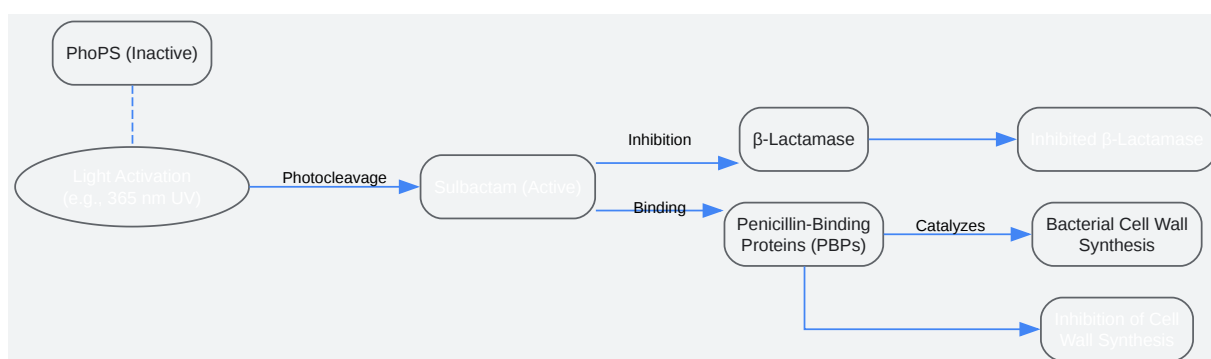 PhoPS (Inactive)
Light Activation
(e.g., 365 nm UV)
Photocleavage
Sulbactam (Active)
Inhibition
β-Lactamase
Inhibited β-Lactamase
Binding
Penicillin-Binding
Proteins (PBPs)
Catalyzes
Bacterial Cell Wall
Synthesis
Inhibition of Cell
Wall Synthesis